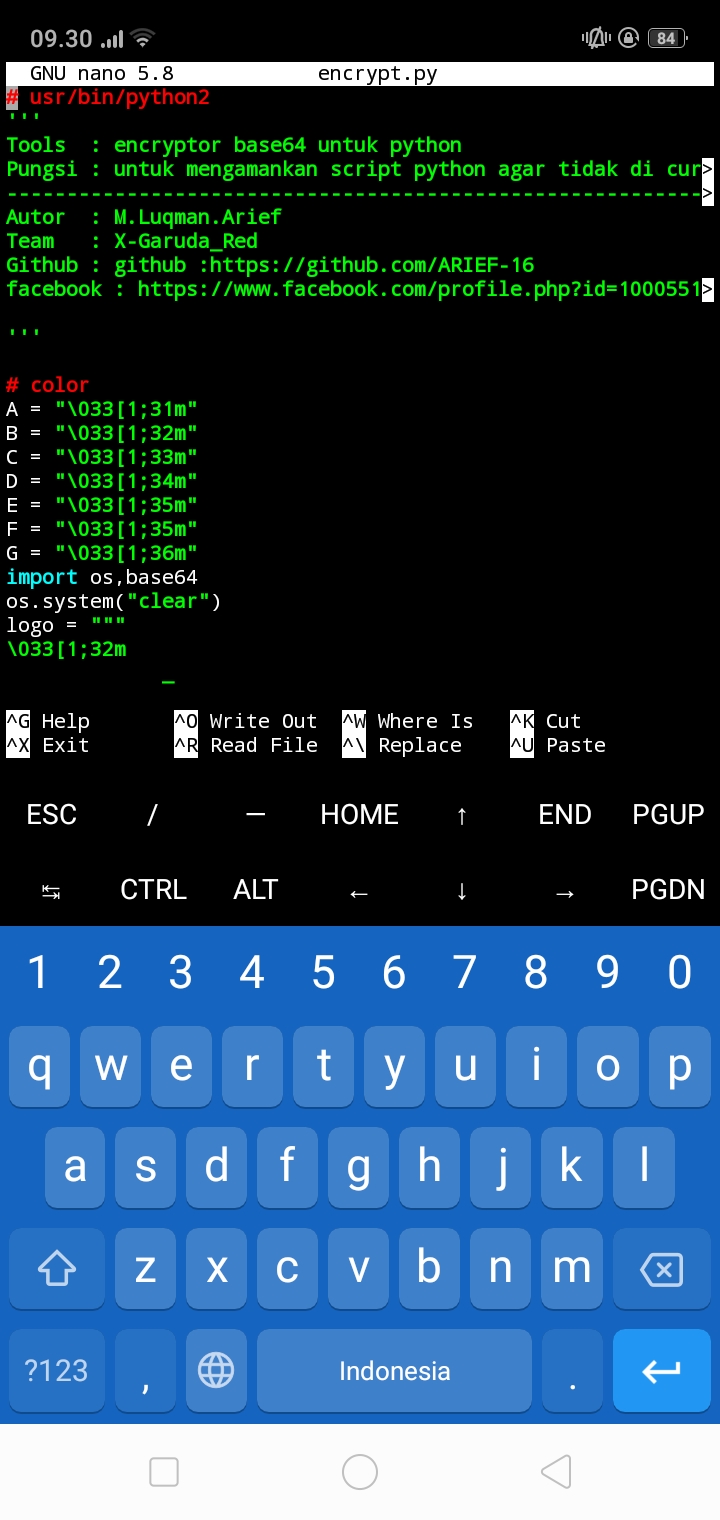 09.30 84
GNU nano 5.8 encrypt.py
# usr/bin/python2
'''
Tools : encryptor base64 untuk python
Pungsi : untuk mengamankan script python agar tidak di cur>
---------------------------------------------------------->
Autor : M.Luqman.Arief
Team : X-Garuda_Red
Github : github :https://github.com/ARIEF-16
facebook : https://www.facebook.com/profile.php?id=1000551>
'''
# color
A = "\033[1;31m"
B = "\033[1;32m"
C = "\033[1;33m"
D = "\033[1;34m"
E = "\033[1;35m"
F = "\033[1;35m"
G = "\033[1;36m"
import os,base64
os.system("clear")
logo = """
\033[1;32m
_
^G Help ^O Write Out ^W Where Is ^K Cut
^X Exit ^R Read File ^\ Replace ^U Paste
ESC / — HOME ↑ END PGUP
↹ CTRL ALT ← ↓ → PGDN
1 2 3 4 5 6 7 8 9 0
q w e r t y u i o p
a s d f g h j k l
z x c v b n m
?123 , Indonesia .